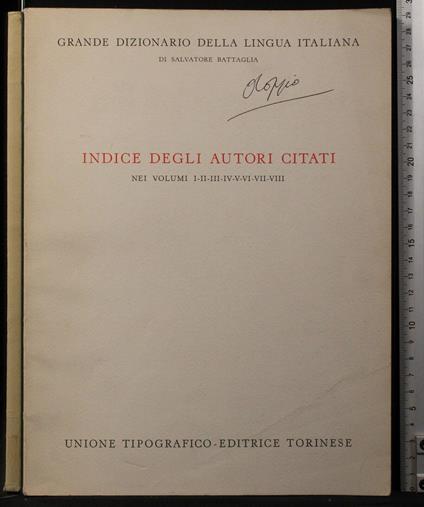 GRANDE DIZIONARIO DELLA LINGUA ITALIANA
DI SALVATORE BATTAGLIA
doppio
INDICE DEGLI AUTORI CITATI
NEI VOLUMI I-II-III-IV-V-VI-VII-VIII
UNIONE TIPOGRAFICO-EDITRICE TORINESE